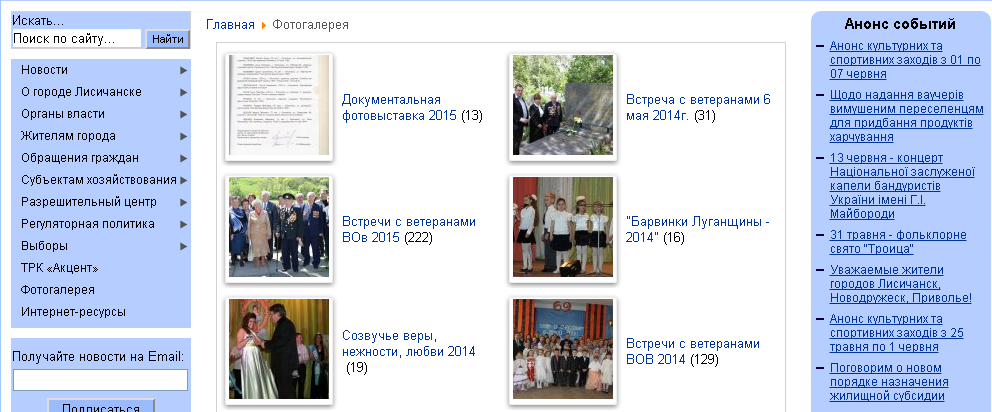 Искать...
Поиск по сайту...
Найти
Новости
О городе Лисичанске
Органы власти
Жителям города
Обращения граждан
Субъектам хозяйствования
Разрешительный центр
Регуляторная политика
Выборы
ТРК «Акцент»
Фотогалерея
Интернет-ресурсы
Получайте новости на Email:
Подписаться
Главная Фотогалерея
Документальная
фотовыставка 2015 (13)
Встреча с ветеранами 6
мая 2014г. (31)
Встречи с ветеранами
ВОв 2015 (222)
"Барвинки Луганщины -
2014" (16)
Созвучье веры,
нежности, любви 2014
(19)
Встречи с ветеранами
ВОВ 2014 (129)
69
Анонс событий
Анонс культурних та
спортивних заходів з 01 по
07 червня
Щодо надання ваучерів
вимушеним переселенцям
для придбання продуктів
харчування
13 червня - концерт
Національної заслуженої
капели бандуристів
України імені Г.І.
Майбороди
31 травня - фольклорне
свято "Троица"
Уважаемые жители
городов Лисичанск,
Новодружеск, Приволье!
Анонс культурних та
спортивних заходів з 25
травня по 1 червня
Поговорим о новом
порядке назначения
жилищной субсидии